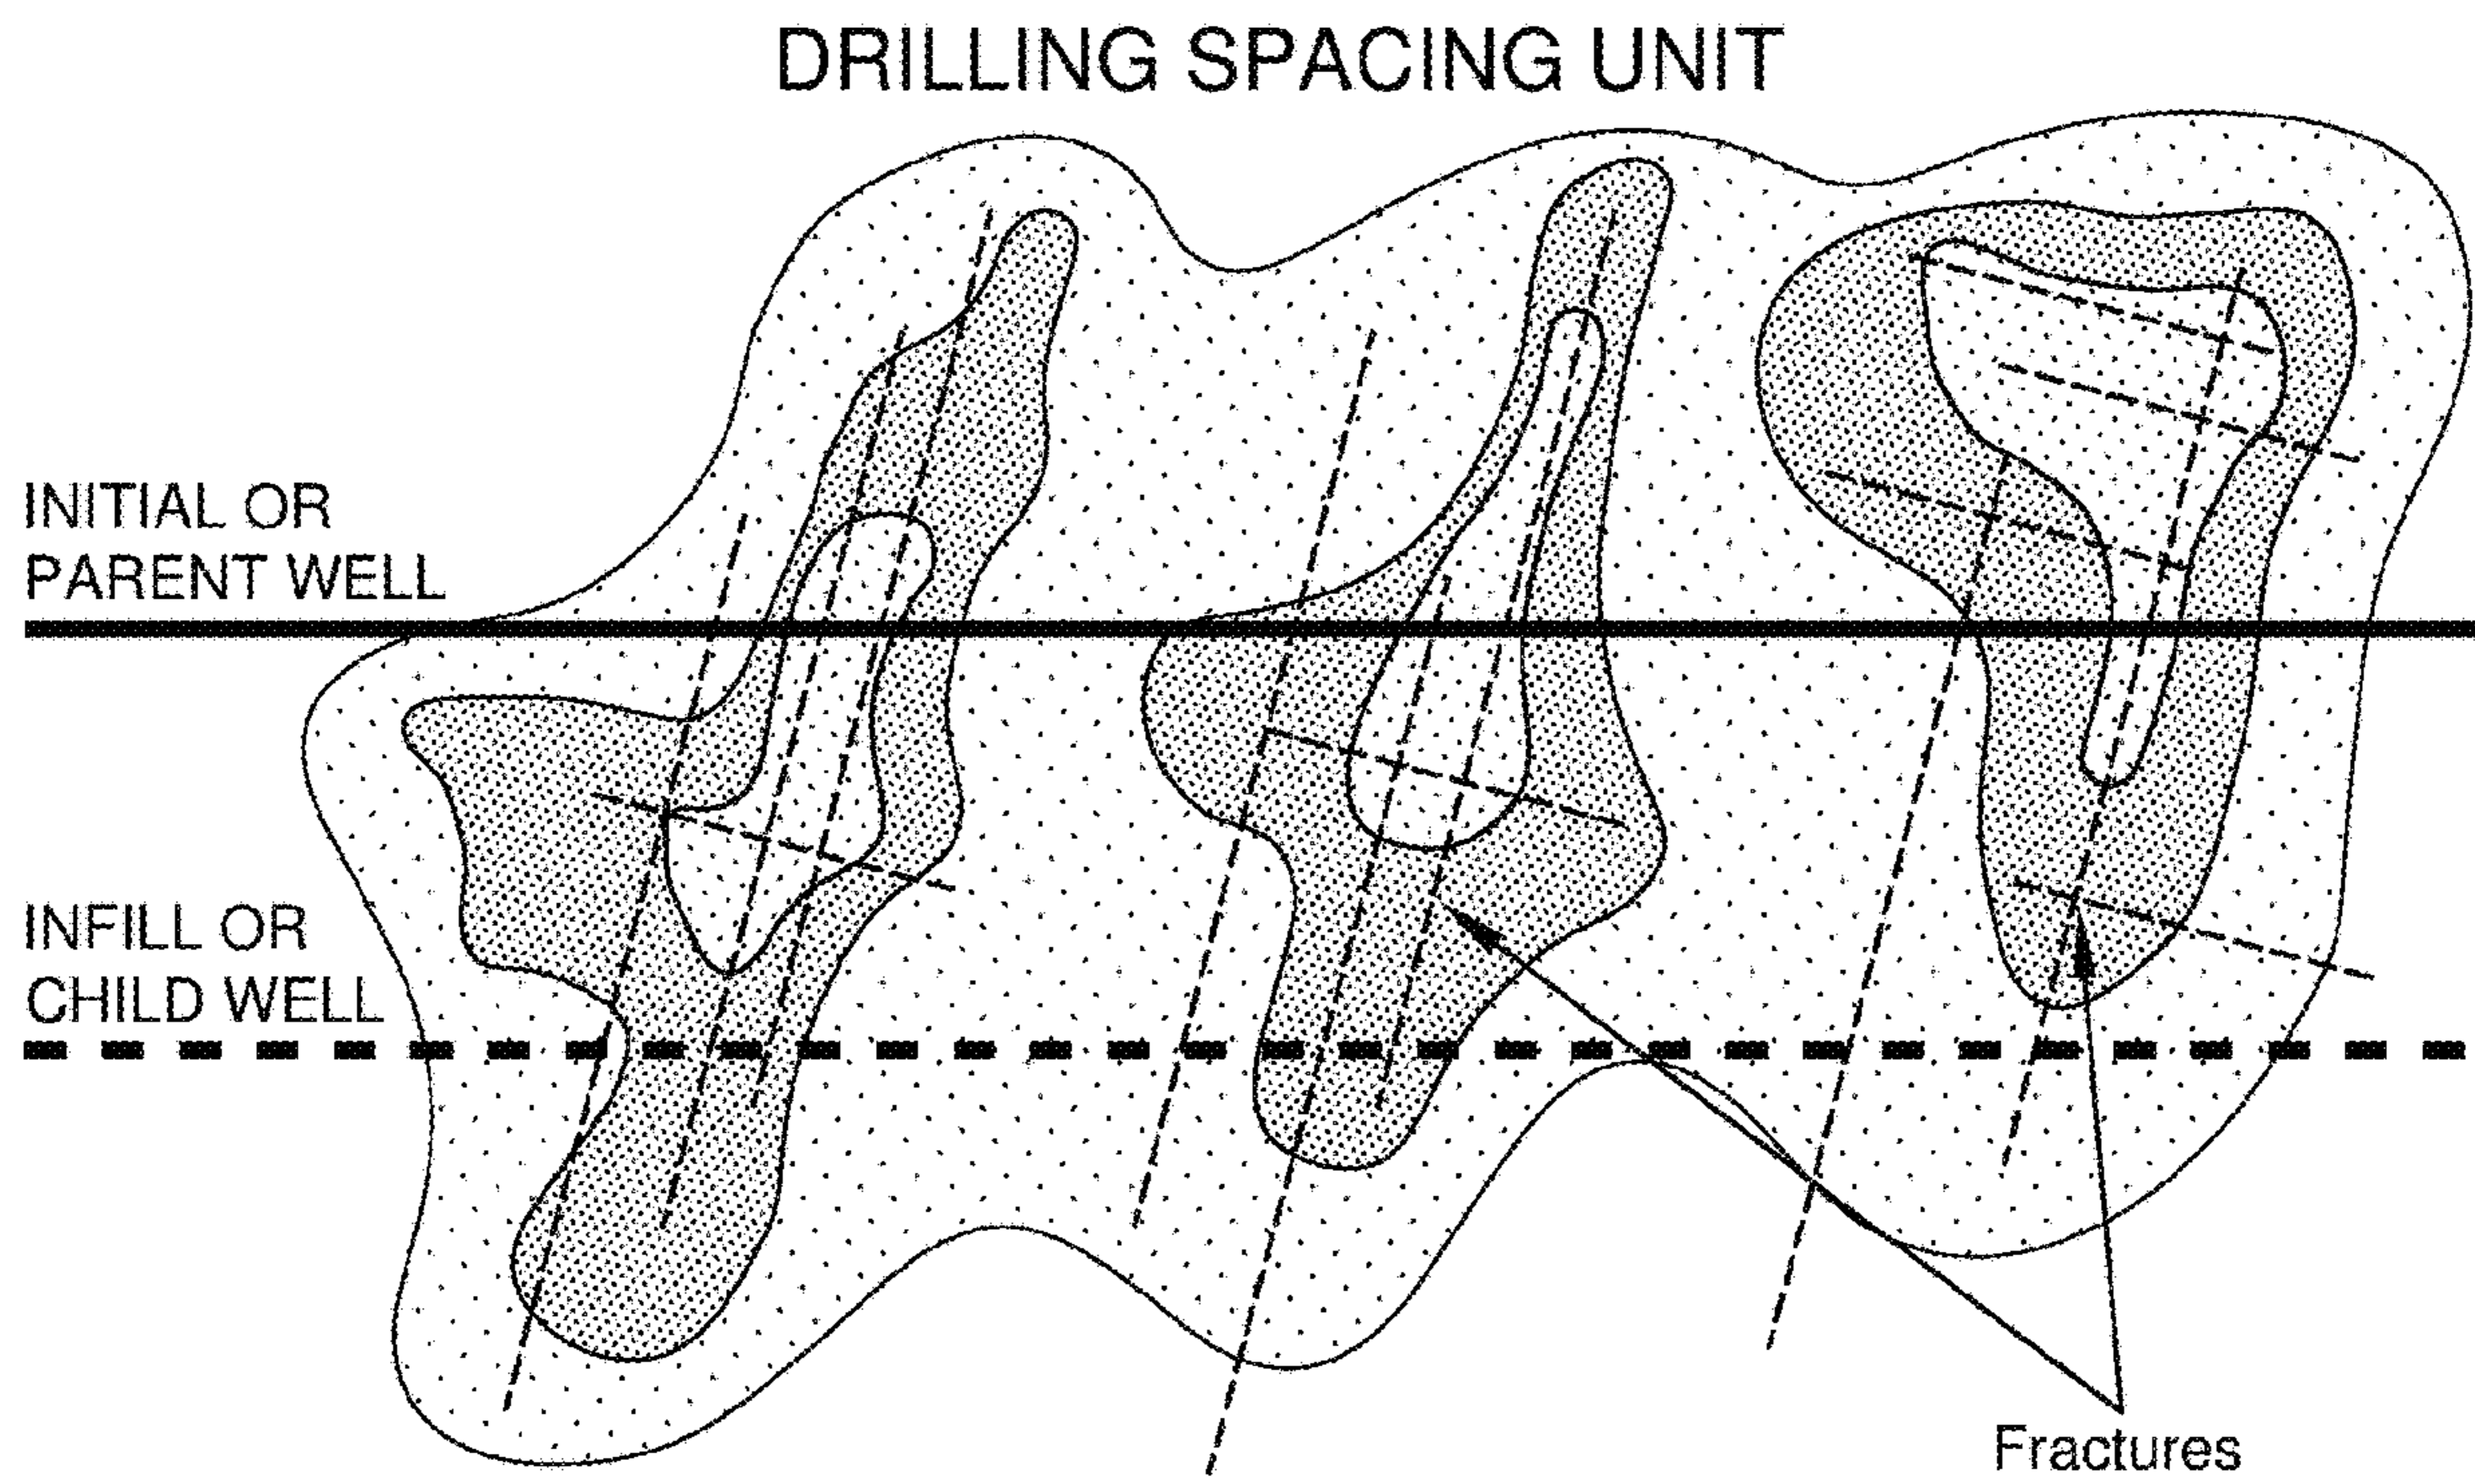 DRILLING SPACING UNIT
INITIAL OR
PARENT WELL
INFILL OR
CHILD WELL
Fractures